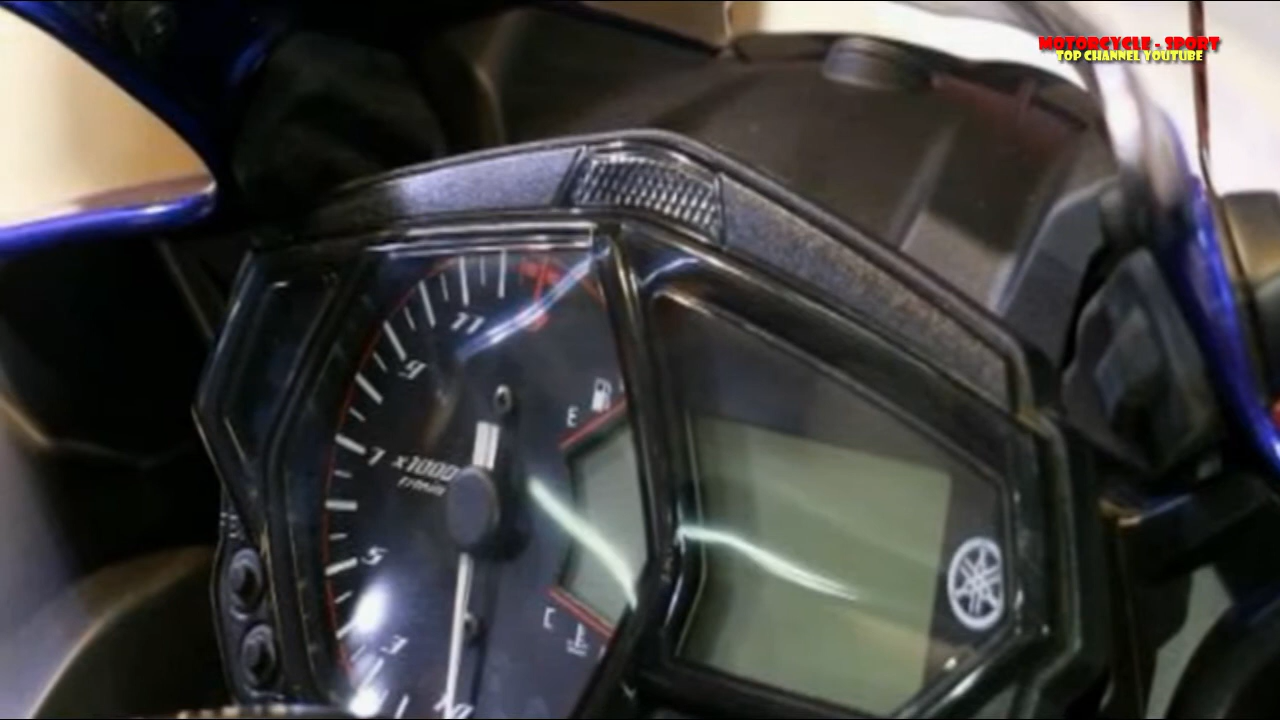 MOTORCYCLE - SPORT
TOP CHANNEL YOUTUBE
11
9
E
7
x1000
r/min
5
C
3